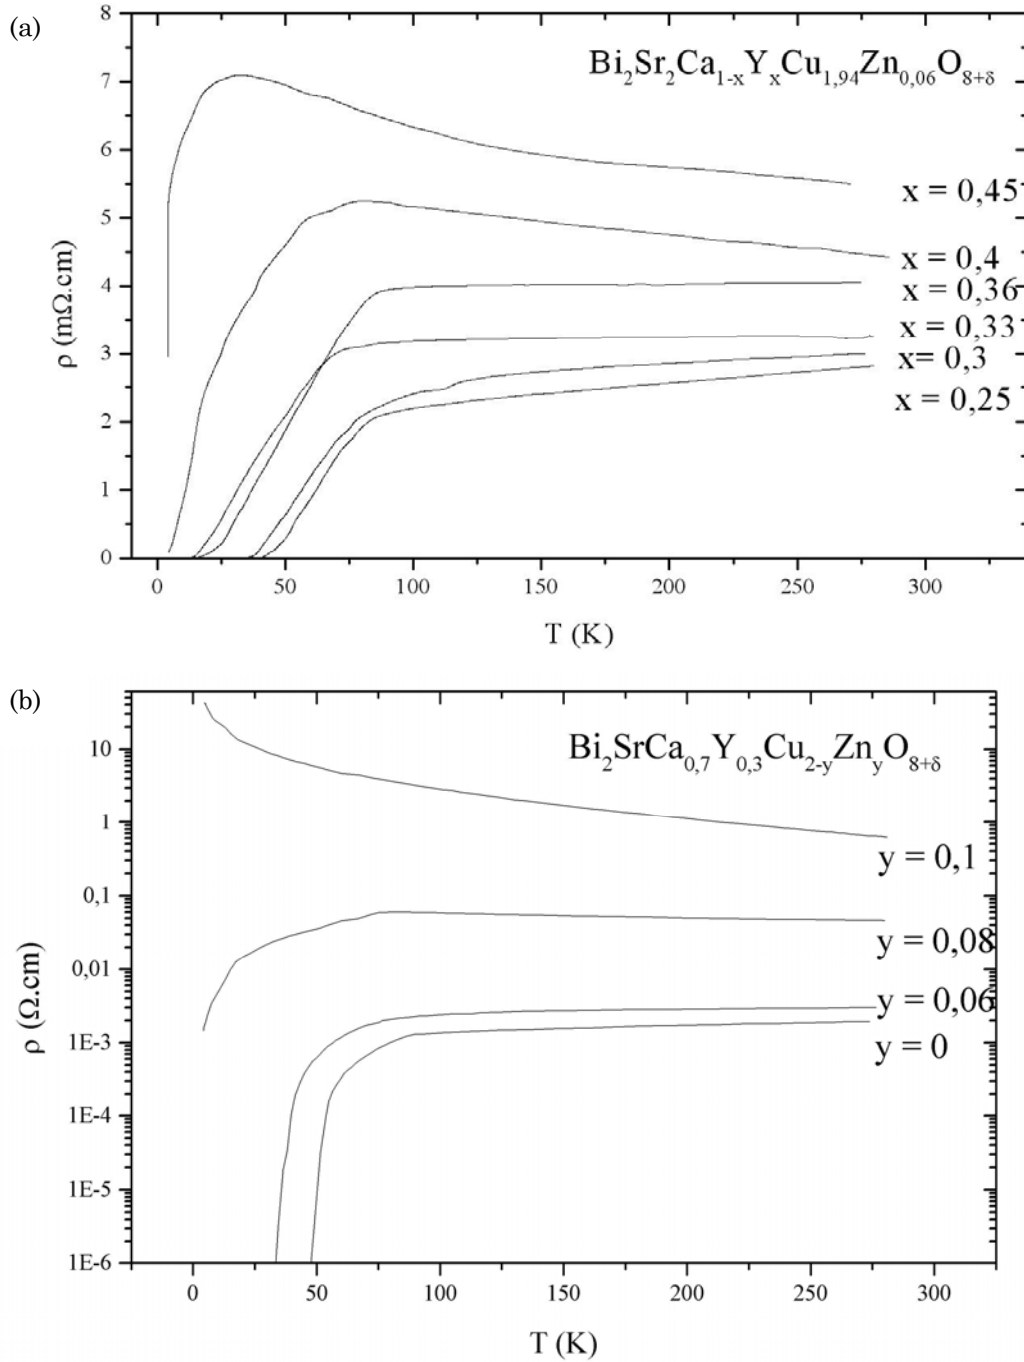 (a)
Bi2Sr2Ca1-xYxCu1,94Zn0,06O8+δ
8
7
6
5
4
3
2
1
0
ρ (mΩ.cm)
x = 0,45
x = 0,4
x = 0,36
x = 0,33
x= 0,3
x = 0,25
0 50 100 150 200 250 300
T (K)
(b)
Bi2SrCa0,7Y0,3Cu2-yZnyO8+δ
10
1
0,1
0,01
1E-3
1E-4
1E-5
1E-6
ρ (Ω.cm)
y = 0,1
y = 0,08
y = 0,06
y = 0
0 50 100 150 200 250 300
T (K)